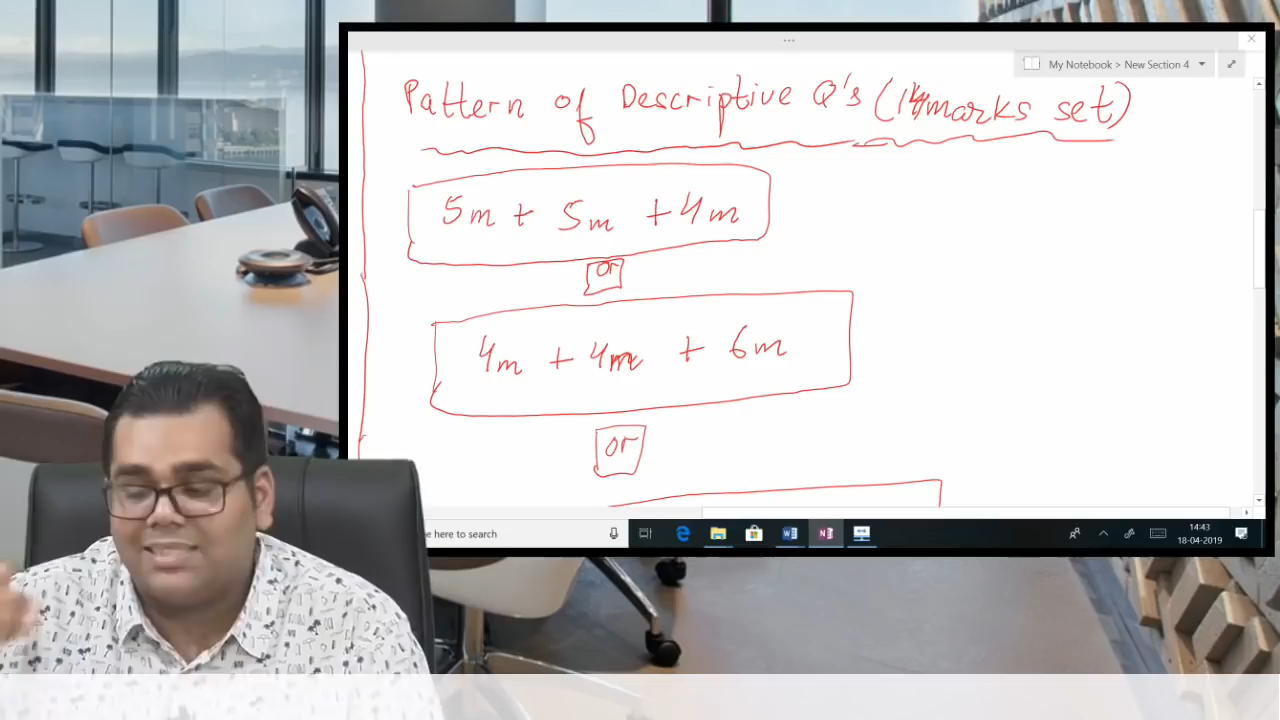 My Notebook > New Section 4
Pattern of Descriptive Q's (14marks set)
5m + 5m + 4m
or
4m + 4m + 6m
or
e here to search
14:43
18-04-2019